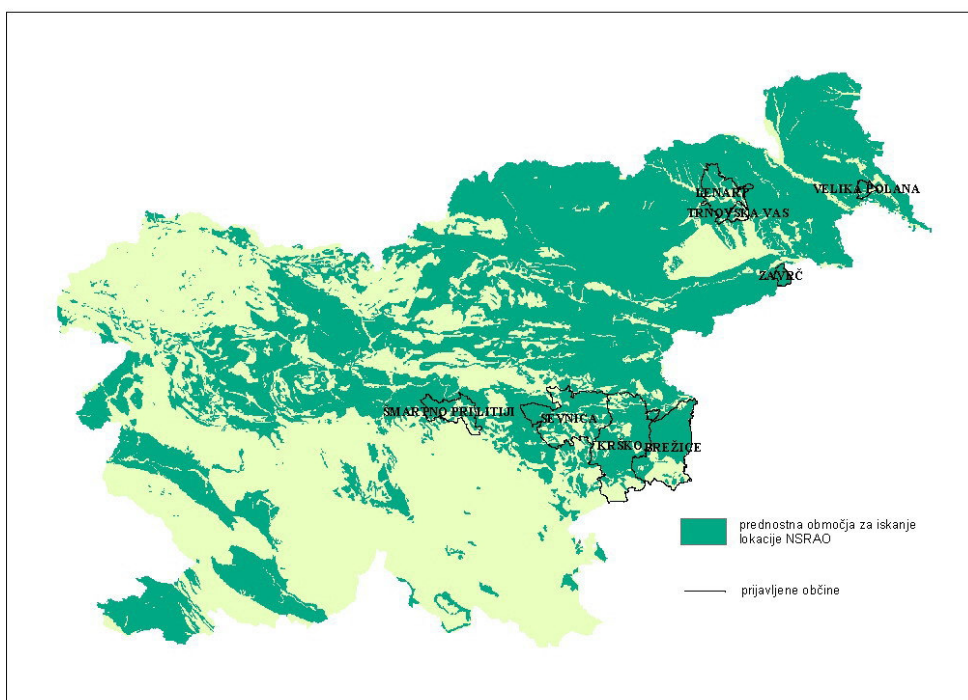 LENART
VELIKA POLANA
TRNOVSKA VAS
ZAVRČ
ŠMARTNO PRI LITIJI
SEVNICA
KRŠKO
BREŽICE
prednostna območja za iskanje
lokacije NSRAO
prijavljene občine